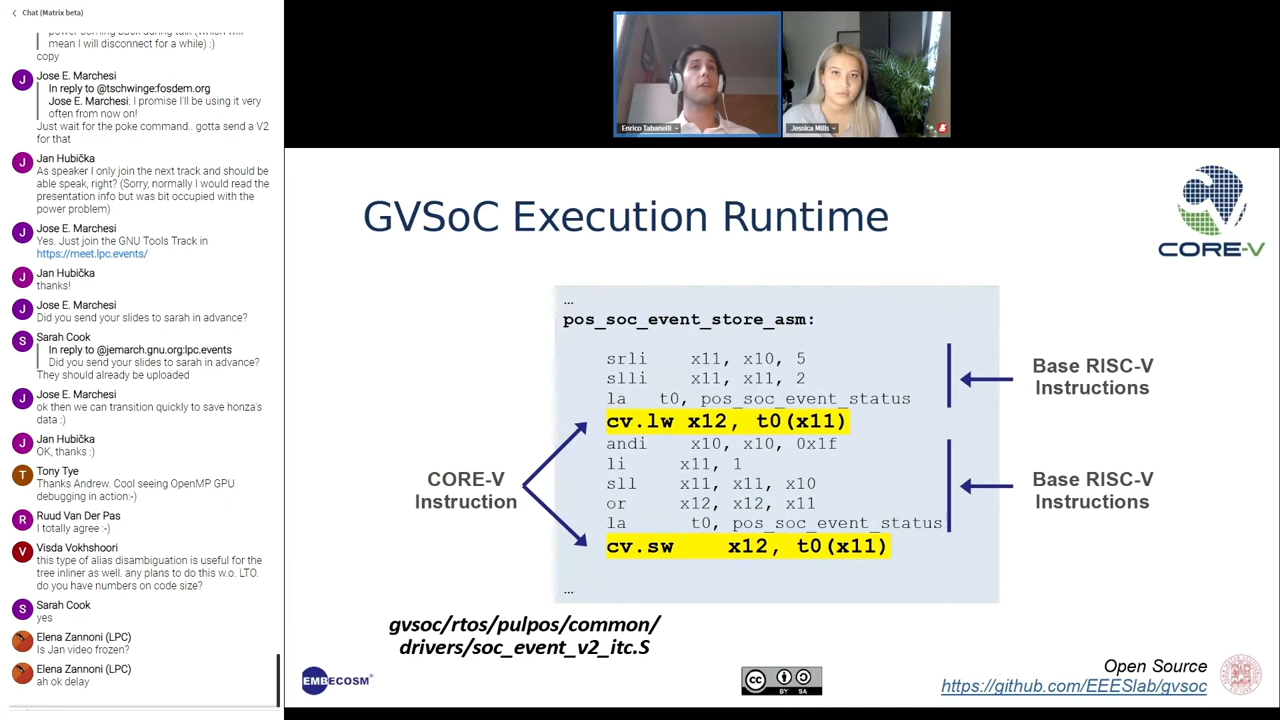 Chat (Matrix beta)
mean I will disconnect for a while) :)
copy
J
Jose E. Marchesi
In reply to @tschwinge:fosdem.org
Jose E. Marchesi: I promise I'll be using it very
often from now on!
Just wait for the poke command.. gotta send a V2
for that
J
Jan Hubička
As speaker I only join the next track and should be
able speak, right? (Sorry, normally I would read the
presentation info but was bit occupied with the
power problem)
J
Jose E. Marchesi
Yes. Just join the GNU Tools Track in
https://meet.lpc.events/
J
Jan Hubička
thanks!
J
Jose E. Marchesi
Did you send your slides to sarah in advance?
S
Sarah Cook
In reply to @jemarch.gnu.org:lpc.events
Did you send your slides to sarah in advance?
They should already be uploaded
J
Jose E. Marchesi
ok then we can transition quickly to save honza's
data :)
J
Jan Hubička
OK, thanks :)
T
Tony Tye
Thanks Andrew. Cool seeing OpenMP GPU
debugging in action:-)
R
Ruud Van Der Pas
I totally agree :-)
V
Visda Vokhshoori
this type of alias disambiguation is useful for the
tree inliner as well. any plans to do this w.o. LTO.
do you have numbers on code size?
S
Sarah Cook
yes
Elena Zannoni (LPC)
Is Jan video frozen?
Elena Zannoni (LPC)
ah ok delay
Enrico Tabanelli
Jessica Mills
GVSoC Execution Runtime
CORE-V
...
pos_soc_event_store_asm:
srli x11, x10, 5
slli x11, x11, 2
la t0, pos_soc_event_status
cv.lw x12, t0(x11)
andi x10, x10, 0x1f
li x11, 1
sll x11, x11, x10
or x12, x12, x11
la t0, pos_soc_event_status
cv.sw x12, t0(x11)
...
Base RISC-V
Instructions
CORE-V
Instruction
Base RISC-V
Instructions
gvsoc/rtos/pulpos/common/
drivers/soc_event_v2_itc.S
EMBECOSM®
cc BY SA
Open Source
https://github.com/EEESlab/gvsoc